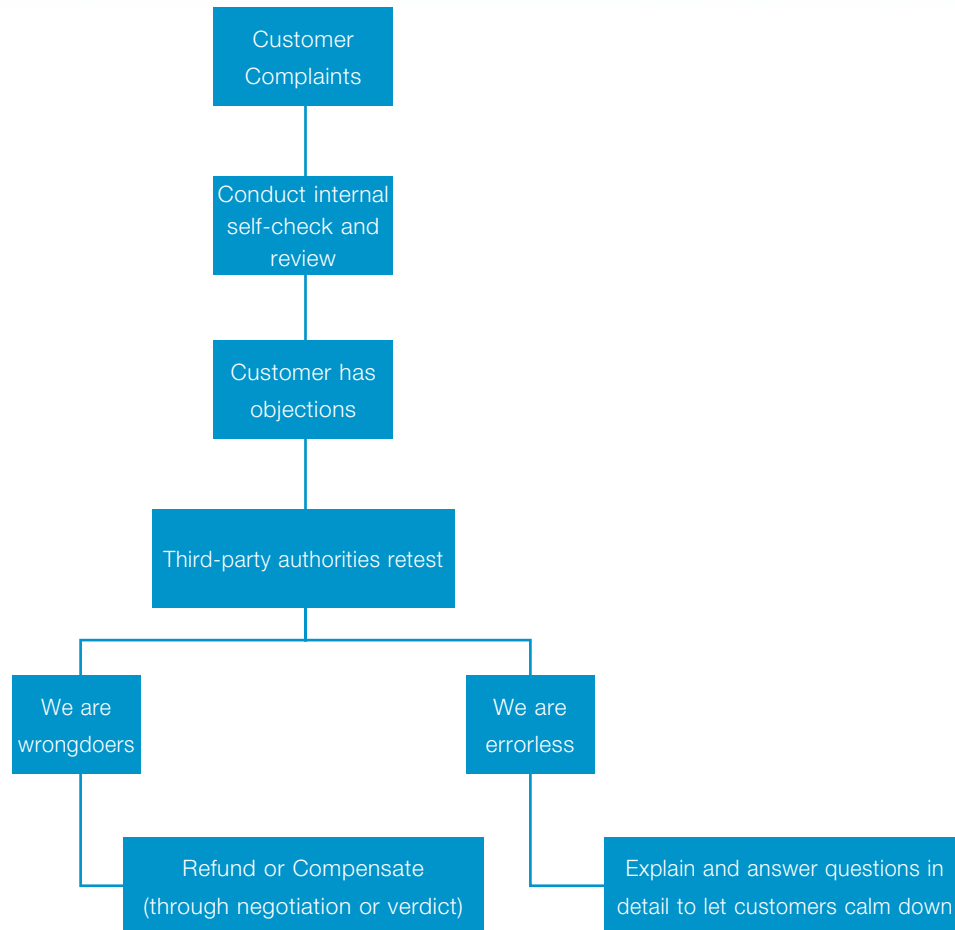 Customer
Complaints
Conduct internal
self-check and
review
Customer has
objections
Third-party authorities retest
We are
wrongdoers
We are
errorless
Refund or Compensate
(through negotiation or verdict)
Explain and answer questions in
detail to let customers calm down